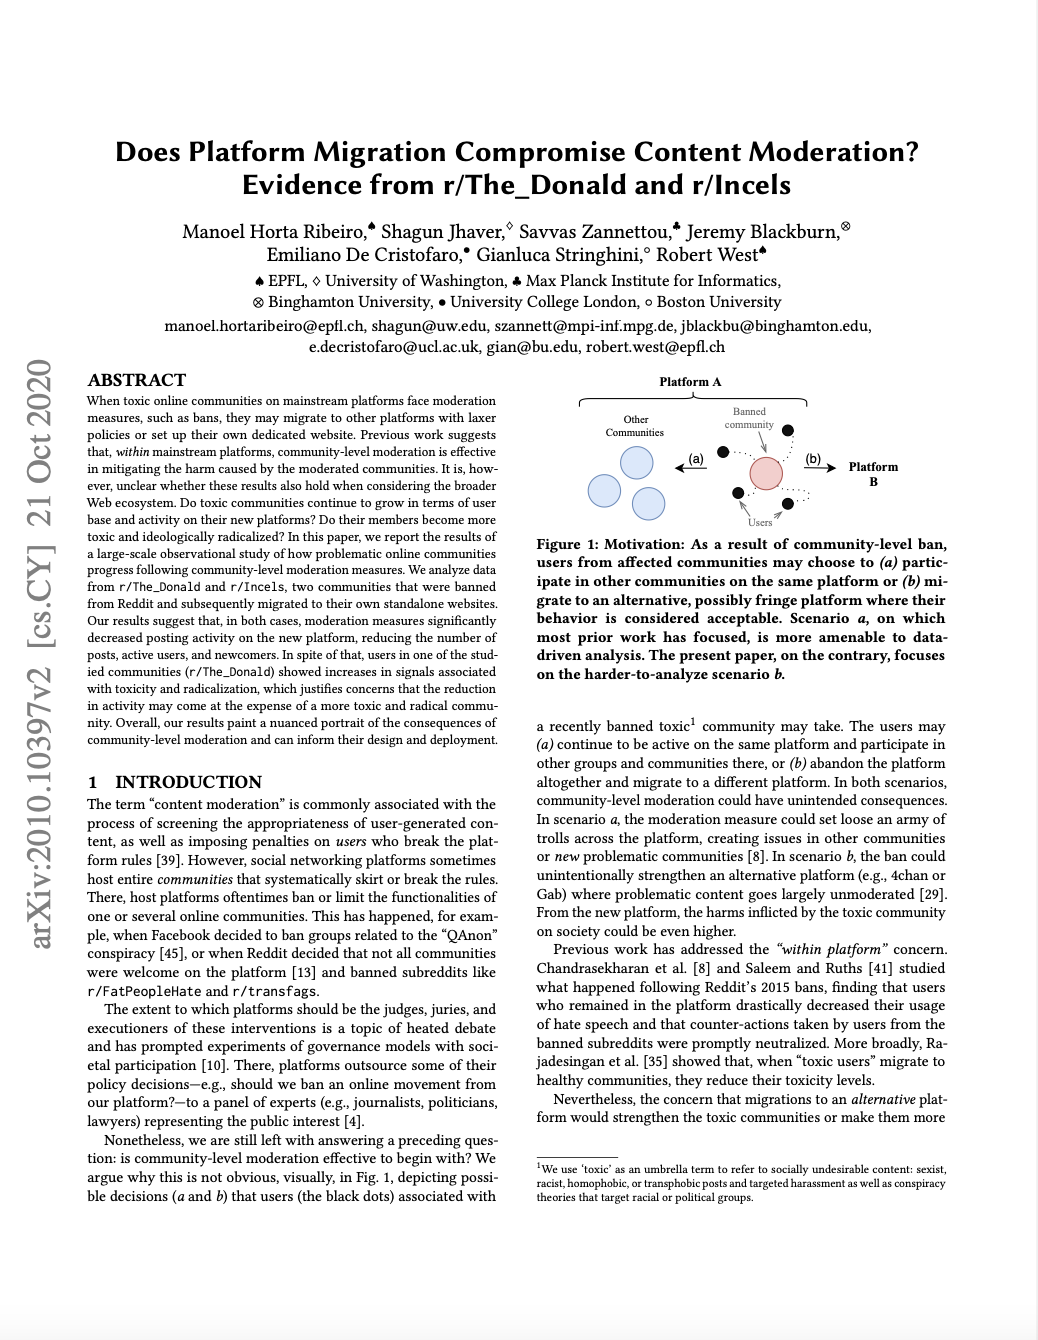 Does Platform Migration Compromise Content Moderation?
Evidence from r/The_Donald and r/Incels
Manoel Horta Ribeiro,♠ Shagun Jhaver,♢ Savvas Zannettou,♣ Jeremy Blackburn,⊗
Emiliano De Cristofaro,• Gianluca Stringhini,◦ Robert West♠
♠ EPFL, ♢ University of Washington, ♣ Max Planck Institute for Informatics,
⊗ Binghamton University, • University College London, ◦ Boston University
manoel.hortaribeiro@epfl.ch, shagun@uw.edu, szannett@mpi-inf.mpg.de, jblackbu@binghamton.edu,
e.decristofaro@ucl.ac.uk, gian@bu.edu, robert.west@epfl.ch
arXiv:2010.10397v2 [cs.CY] 21 Oct 2020
ABSTRACT
When toxic online communities on mainstream platforms face moderation
measures, such as bans, they may migrate to other platforms with laxer
policies or set up their own dedicated website. Previous work suggests
that, within mainstream platforms, community-level moderation is effective
in mitigating the harm caused by the moderated communities. It is, how-
ever, unclear whether these results also hold when considering the broader
Web ecosystem. Do toxic communities continue to grow in terms of user
base and activity on their new platforms? Do their members become more
toxic and ideologically radicalized? In this paper, we report the results of
a large-scale observational study of how problematic online communities
progress following community-level moderation measures. We analyze data
from r/The_Donald and r/Incels, two communities that were banned
from Reddit and subsequently migrated to their own standalone websites.
Our results suggest that, in both cases, moderation measures significantly
decreased posting activity on the new platform, reducing the number of
posts, active users, and newcomers. In spite of that, users in one of the stud-
ied communities (r/The_Donald) showed increases in signals associated
with toxicity and radicalization, which justifies concerns that the reduction
in activity may come at the expense of a more toxic and radical commu-
nity. Overall, our results paint a nuanced portrait of the consequences of
community-level moderation and can inform their design and deployment.
1 INTRODUCTION
The term “content moderation” is commonly associated with the
process of screening the appropriateness of user-generated con-
tent, as well as imposing penalties on users who break the plat-
form rules [39]. However, social networking platforms sometimes
host entire communities that systematically skirt or break the rules.
There, host platforms oftentimes ban or limit the functionalities of
one or several online communities. This has happened, for exam-
ple, when Facebook decided to ban groups related to the “QAnon”
conspiracy [45], or when Reddit decided that not all communities
were welcome on the platform [13] and banned subreddits like
r/FatPeopleHate and r/transfags.
The extent to which platforms should be the judges, juries, and
executioners of these interventions is a topic of heated debate
and has prompted experiments of governance models with soci-
etal participation [10]. There, platforms outsource some of their
policy decisions—e.g., should we ban an online movement from
our platform?—to a panel of experts (e.g., journalists, politicians,
lawyers) representing the public interest [4].
Nonetheless, we are still left with answering a preceding ques-
tion: is community-level moderation effective to begin with? We
argue why this is not obvious, visually, in Fig. 1, depicting possi-
ble decisions (a and b) that users (the black dots) associated with
Platform A
Other
Communities
Banned
community
(a)
(b)
Platform
B
Users
Figure 1: Motivation: As a result of community-level ban,
users from affected communities may choose to (a) partic-
ipate in other communities on the same platform or (b) mi-
grate to an alternative, possibly fringe platform where their
behavior is considered acceptable. Scenario a, on which
most prior work has focused, is more amenable to data-
driven analysis. The present paper, on the contrary, focuses
on the harder-to-analyze scenario b.
a recently banned toxic1 community may take. The users may
(a) continue to be active on the same platform and participate in
other groups and communities there, or (b) abandon the platform
altogether and migrate to a different platform. In both scenarios,
community-level moderation could have unintended consequences.
In scenario a, the moderation measure could set loose an army of
trolls across the platform, creating issues in other communities
or new problematic communities [8]. In scenario b, the ban could
unintentionally strengthen an alternative platform (e.g., 4chan or
Gab) where problematic content goes largely unmoderated [29].
From the new platform, the harms inflicted by the toxic community
on society could be even higher.
Previous work has addressed the “within platform” concern.
Chandrasekharan et al. [8] and Saleem and Ruths [41] studied
what happened following Reddit’s 2015 bans, finding that users
who remained in the platform drastically decreased their usage
of hate speech and that counter-actions taken by users from the
banned subreddits were promptly neutralized. More broadly, Ra-
jadesingan et al. [35] showed that, when “toxic users” migrate to
healthy communities, they reduce their toxicity levels.
Nevertheless, the concern that migrations to an alternative plat-
form would strengthen the toxic communities or make them more
1We use ‘toxic’ as an umbrella term to refer to socially undesirable content: sexist,
racist, homophobic, or transphobic posts and targeted harassment as well as conspiracy
theories that target racial or political groups.